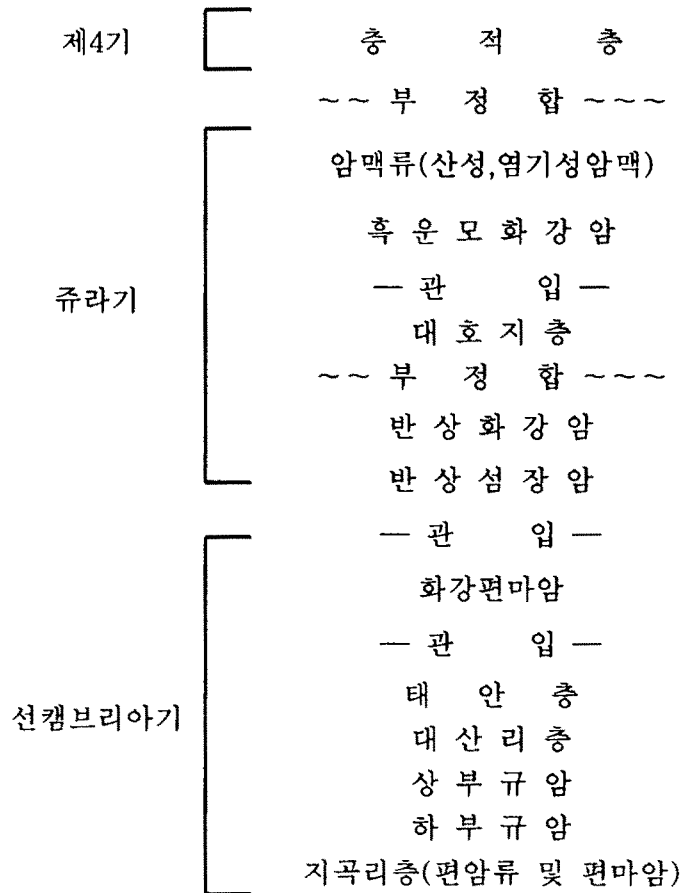 제4기
충 적 층
~~ 부 정 합 ~~~
암맥류(산성,염기성암맥)
흑 운 모 화 강 암
쥬라기
— 관 입 —
대 호 지 층
~~ 부 정 합 ~~~
반 상 화 강 암
반 상 섬 장 암
— 관 입 —
화강편마암
— 관 입 —
태 안 층
선캠브리아기
대 산 리 층
상 부 규 암
하 부 규 암
지곡리층(편암류 및 편마암)